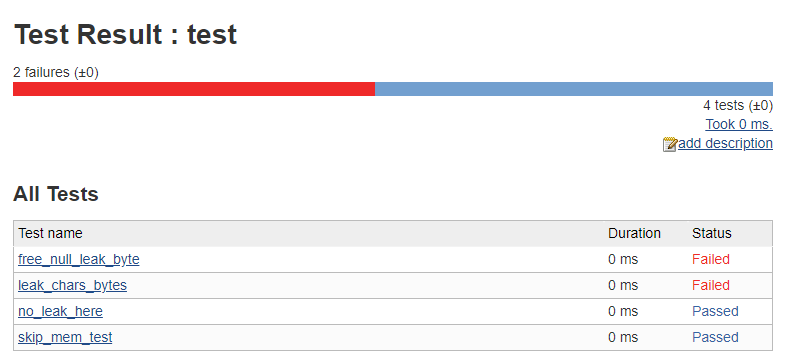 Test Result : test
2 failures (±0)
4 tests (±0)
Took 0 ms.
add description
All Tests
Test name Duration Status
free_null_leak_byte 0 ms Failed
leak_chars_bytes 0 ms Failed
no_leak_here 0 ms Passed
skip_mem_test 0 ms Passed